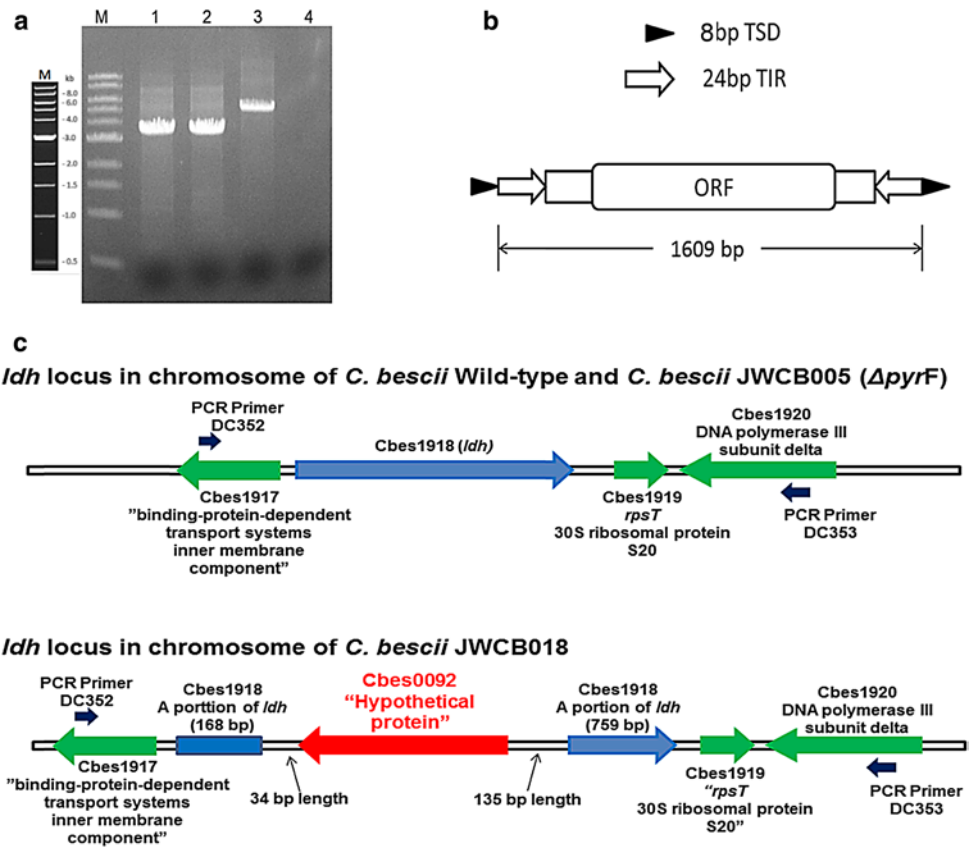 a
M 1 2 3 4
kb
M
- 8.0
- 6.0
- 4.0
- 3.0
- 2.0
- 1.5
- 1.0
- 0.5
b
8bp TSD
24bp TIR
ORF
1609 bp
c
ldh locus in chromosome of C. bescii Wild-type and C. bescii JWCB005 (ΔpyrF)
PCR Primer
DC352
Cbes1918 (ldh)
Cbes1920
DNA polymerase III
subunit delta
Cbes1917
"binding-protein-dependent
transport systems
inner membrane
component"
Cbes1919
rpsT
30S ribosomal protein
S20
PCR Primer
DC353
ldh locus in chromosome of C. bescii JWCB018
PCR Primer
DC352
Cbes1918
A porttion of ldh
(168 bp)
Cbes0092
"Hypothetical
protein"
Cbes1918
A portion of ldh
(759 bp)
Cbes1920
DNA polymerase III
subunit delta
Cbes1917
"binding-protein-dependent
transport systems
inner membrane
component"
34 bp length
135 bp length
Cbes1919
"rpsT
30S ribosomal protein
S20"
PCR Primer
DC353